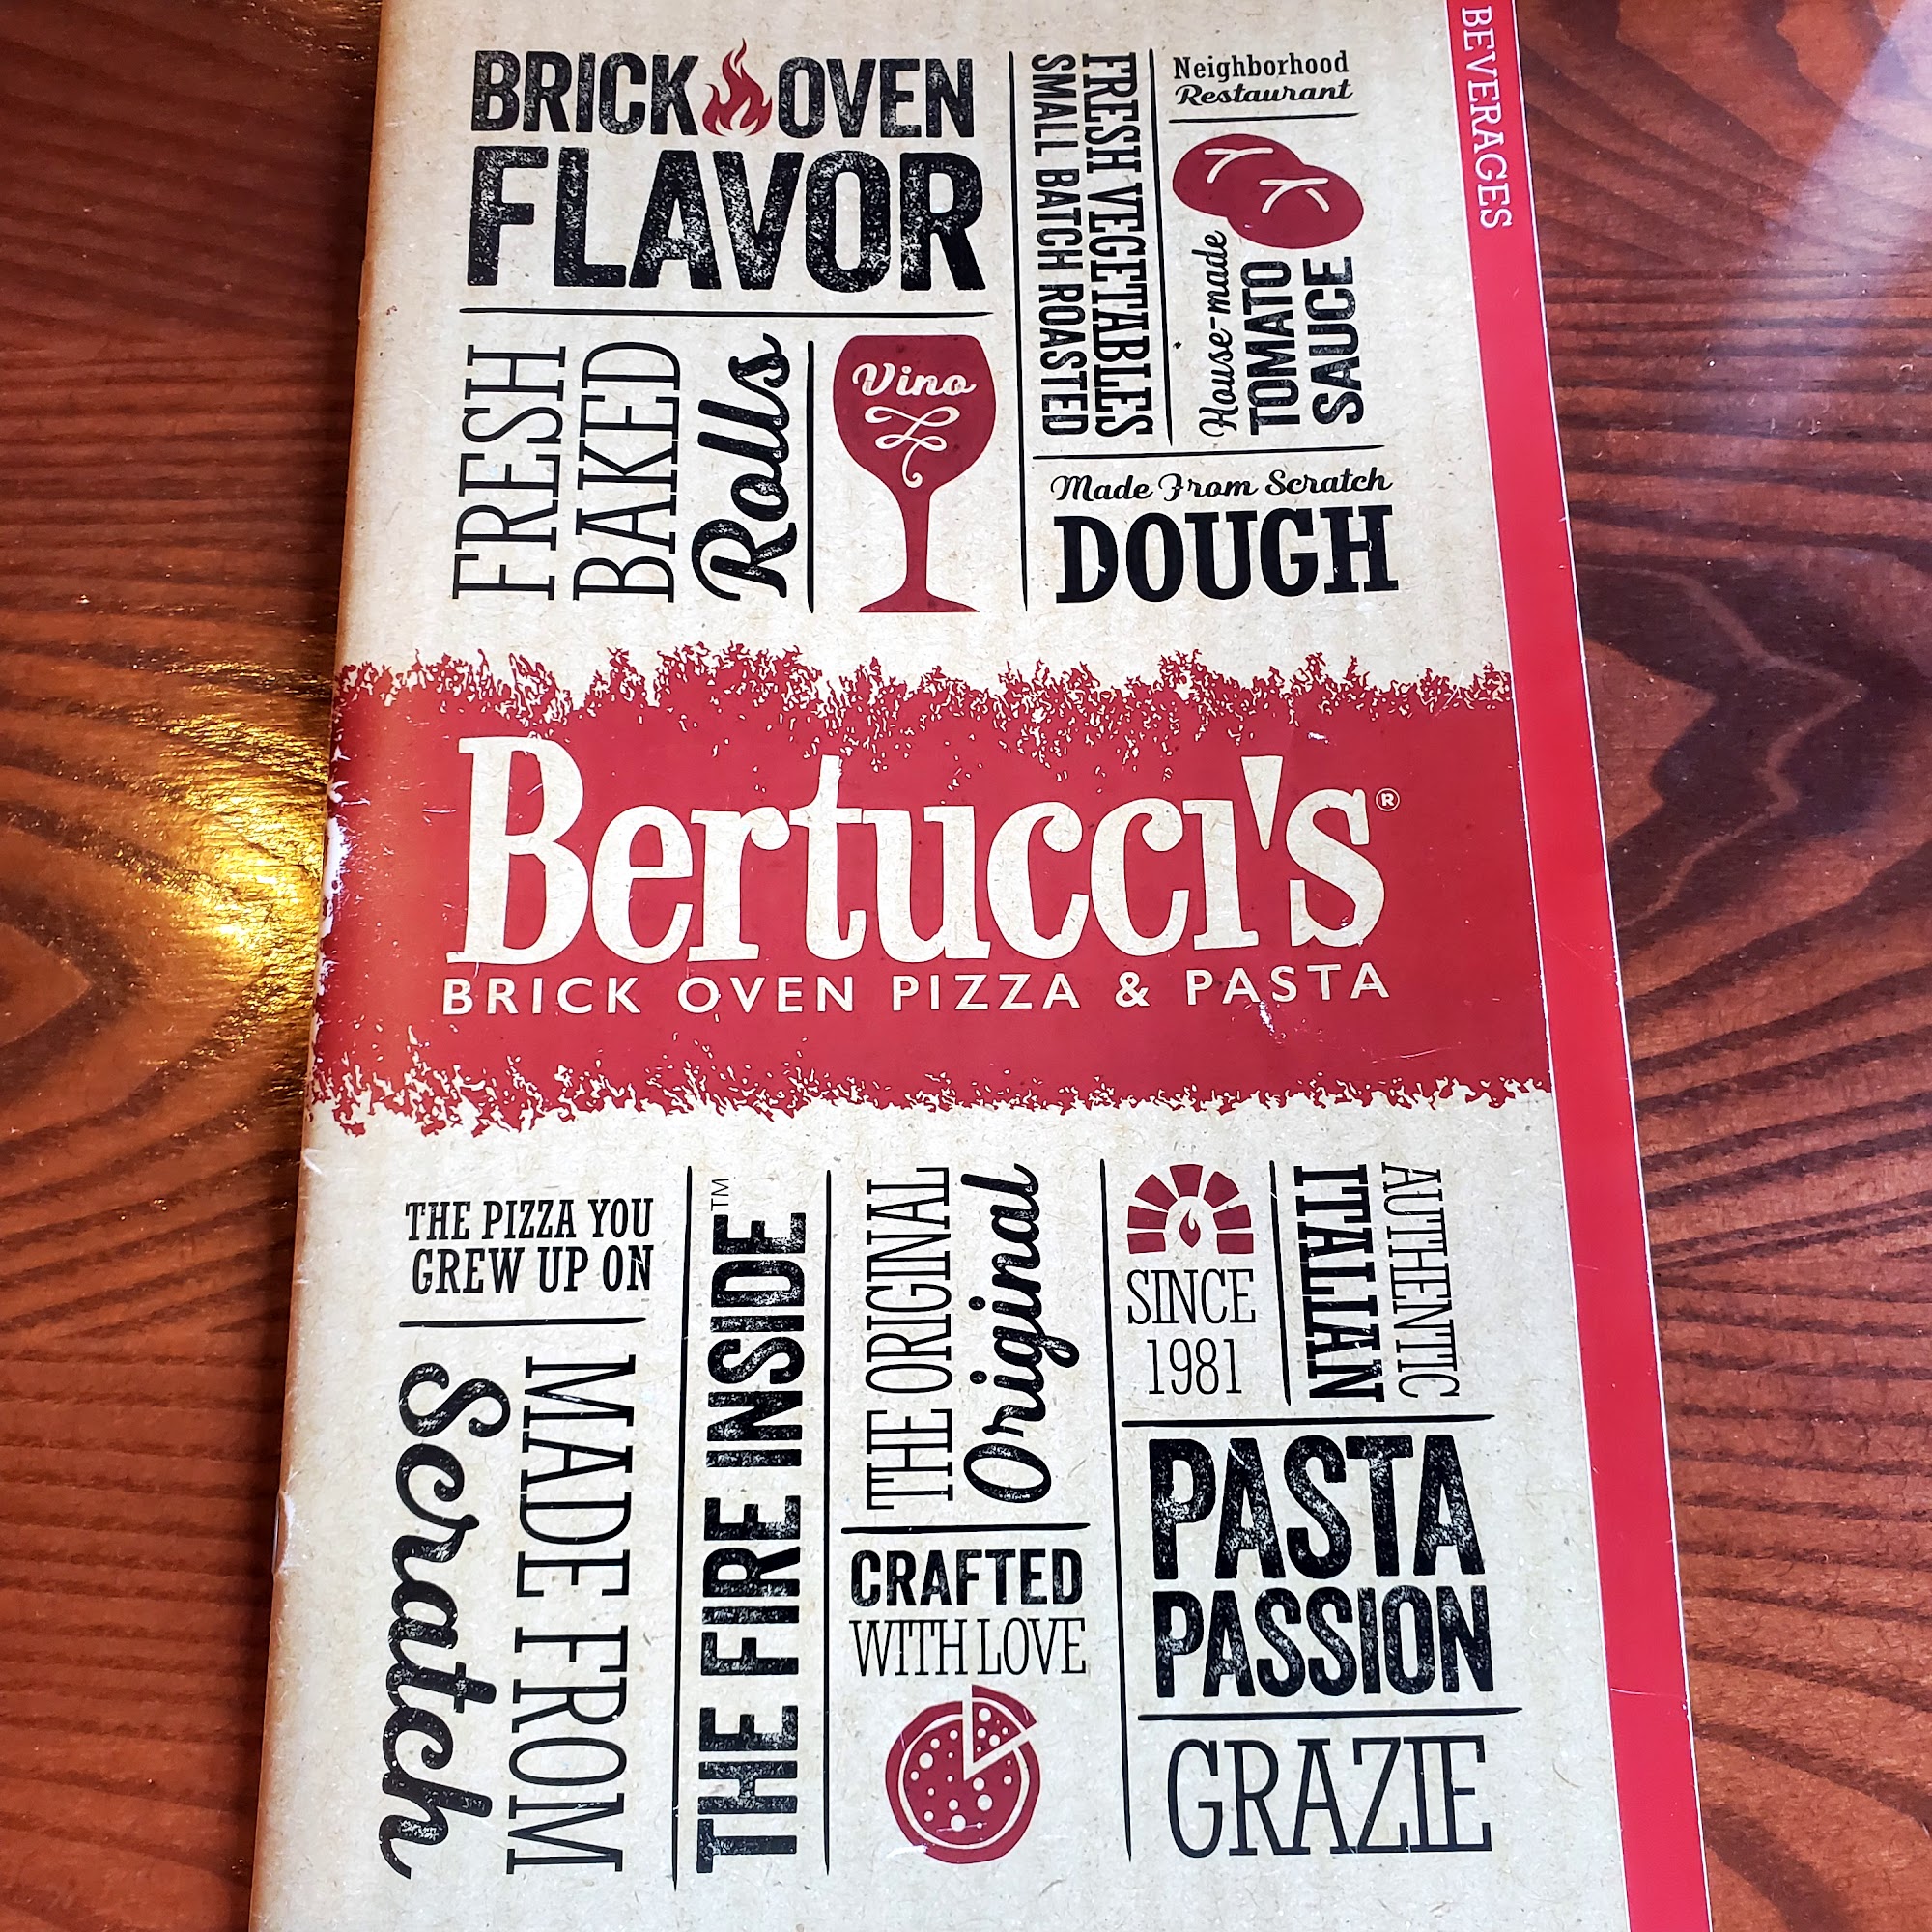 BRICK OVEN
FLAVOR
FRESH
BAKED
Rolls
Vino
FRESH VEGETABLES
SMALL BATCH ROASTED
Neighborhood
Restaurant
House-made
TOMATO
SAUCE
Made From Scratch
DOUGH
BEVERAGES
Bertucci's®
BRICK OVEN PIZZA & PASTA
THE PIZZA YOU
GREW UP ON
MADE FROM
Scratch
THE FIRE INSIDE™
THE ORIGINAL
Original
CRAFTED
WITH LOVE
SINCE
1981
AUTHENTIC
ITALIAN
PASTA
PASSION
GRAZIE